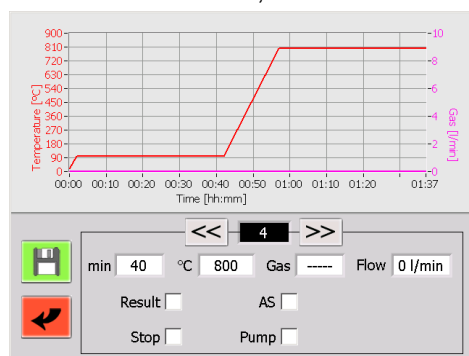 900
810
720
630
540
450
360
270
180
90
0
Temperature [ºC]
10
8
6
4
2
0
Gas [l/min]
00:00 00:10 00:20 00:30 00:40 00:50 01:00 01:10 01:20 01:37
Time [hh:mm]
<< 4 >>
min 40 ºC 800 Gas ----- Flow 0 l/min
Result AS
Stop Pump